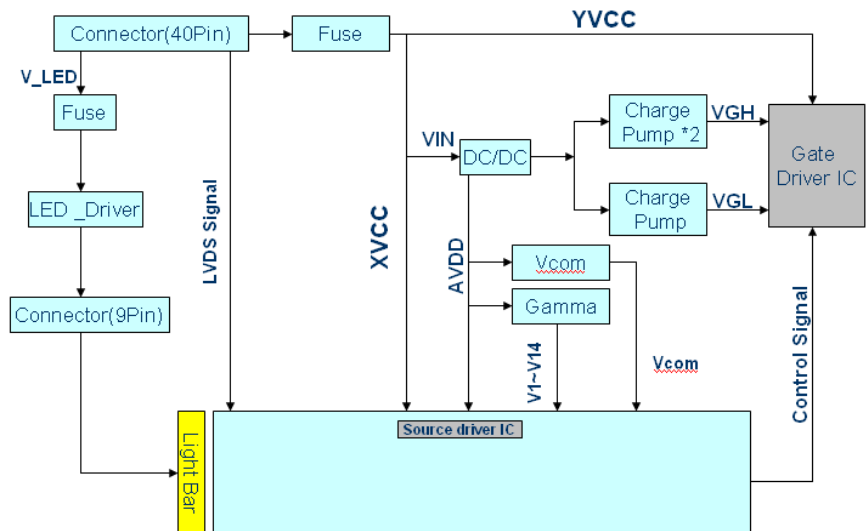 Connector(40Pin)
Fuse
YVCC
V_LED
Fuse
LED _Driver
Connector(9Pin)
LVDS Signal
XVCC
VIN
DC/DC
AVDD
Charge
Pump *2
VGH
Charge
Pump
VGL
Gate
Driver IC
Vcom
Gamma
V1~V14
Vcom
Control Signal
Light Bar
Source driver IC